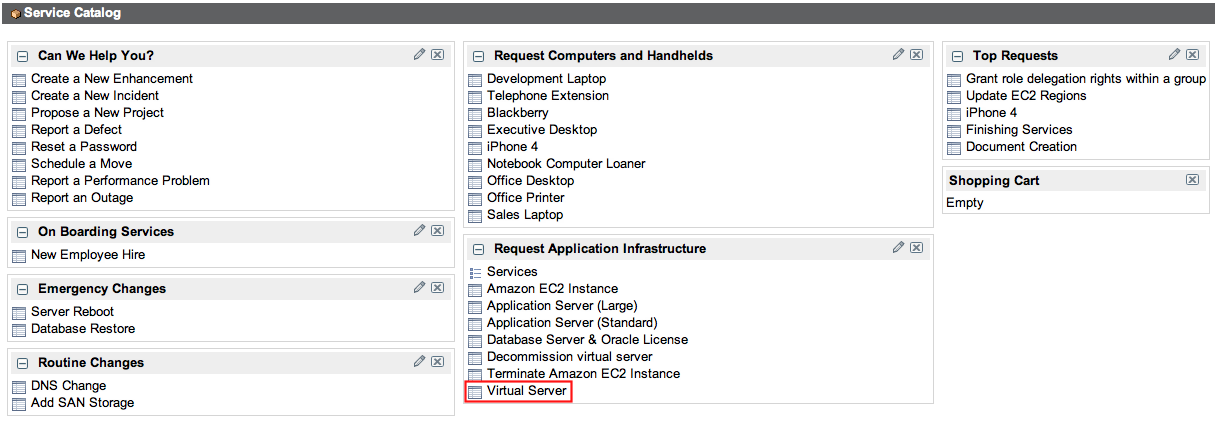 Service Catalog
Can We Help You?
Create a New Enhancement
Create a New Incident
Propose a New Project
Report a Defect
Reset a Password
Schedule a Move
Report a Performance Problem
Report an Outage
On Boarding Services
New Employee Hire
Emergency Changes
Server Reboot
Database Restore
Routine Changes
DNS Change
Add SAN Storage
Request Computers and Handhelds
Development Laptop
Telephone Extension
Blackberry
Executive Desktop
iPhone 4
Notebook Computer Loaner
Office Desktop
Office Printer
Sales Laptop
Request Application Infrastructure
Services
Amazon EC2 Instance
Application Server (Large)
Application Server (Standard)
Database Server & Oracle License
Decommission virtual server
Terminate Amazon EC2 Instance
Virtual Server
Top Requests
Grant role delegation rights within a group
Update EC2 Regions
iPhone 4
Finishing Services
Document Creation
Shopping Cart
Empty